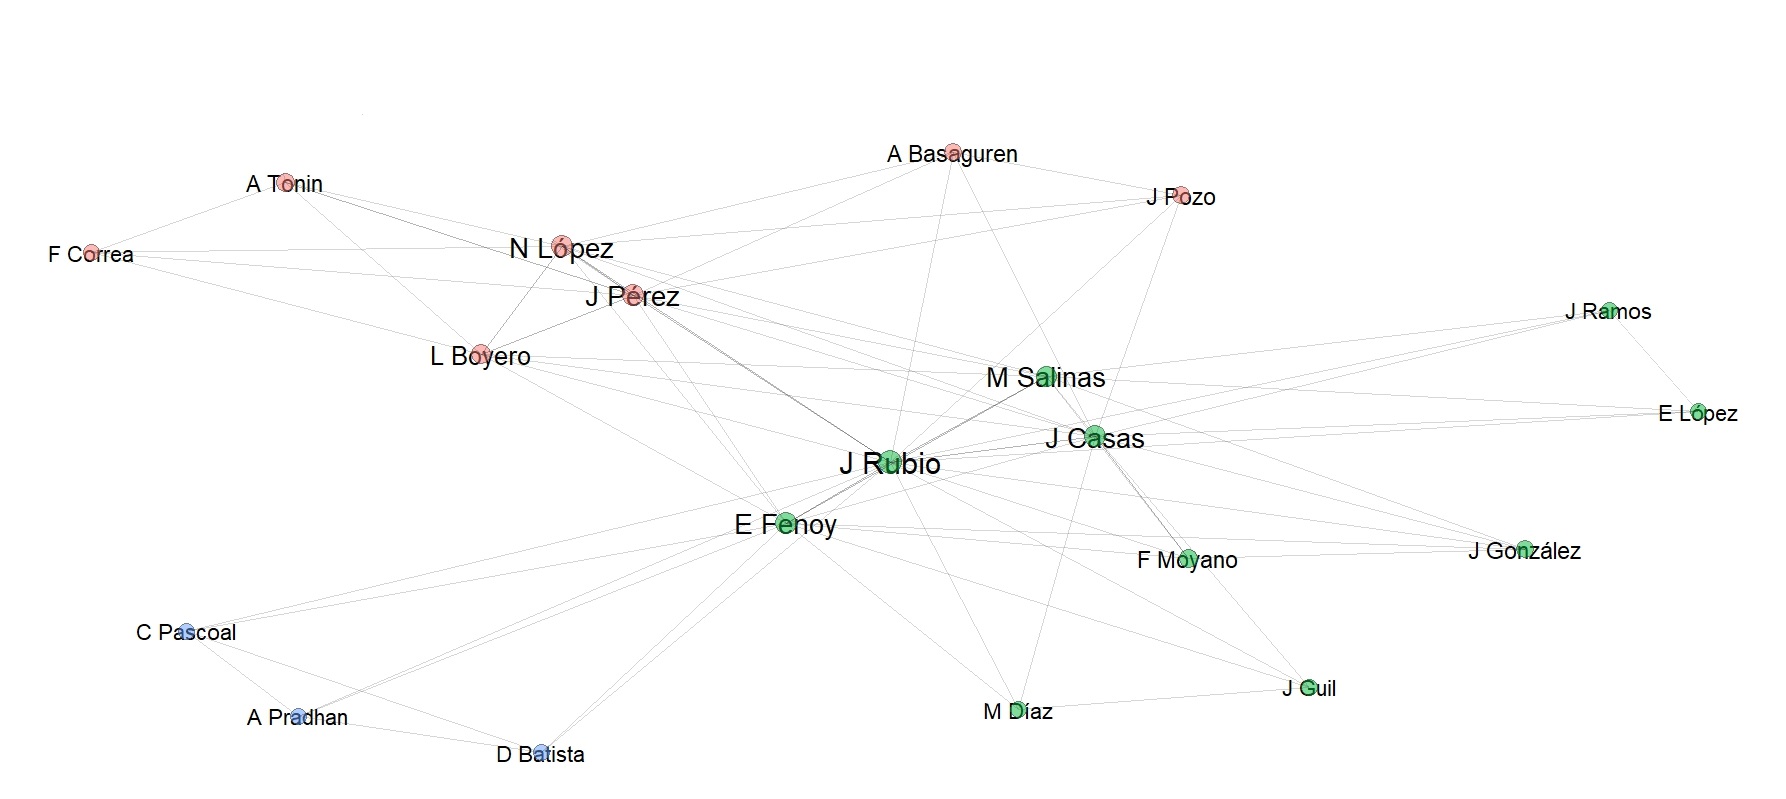 A Basaguren
A Tonin
J Pozo
N López
F Correa
J Pérez
J Ramos
L Boyero
M Salinas
E López
J Casas
J Rubio
E Fenoy
J González
F Moyano
C Pascoal
J Guil
M Díaz
A Pradhan
D Batista